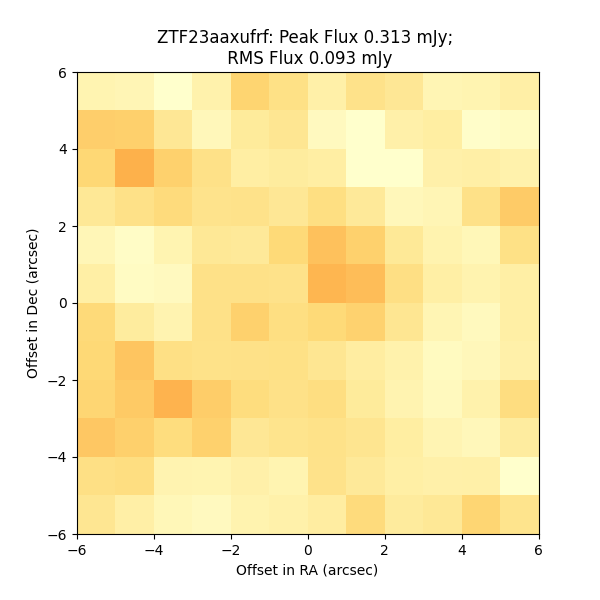 ZTF23aaxufrf: Peak Flux 0.313 mJy;
RMS Flux 0.093 mJy
6
4
2
0
−2
−4
−6
Offset in Dec (arcsec)
−6 −4 −2 0 2 4 6
Offset in RA (arcsec)